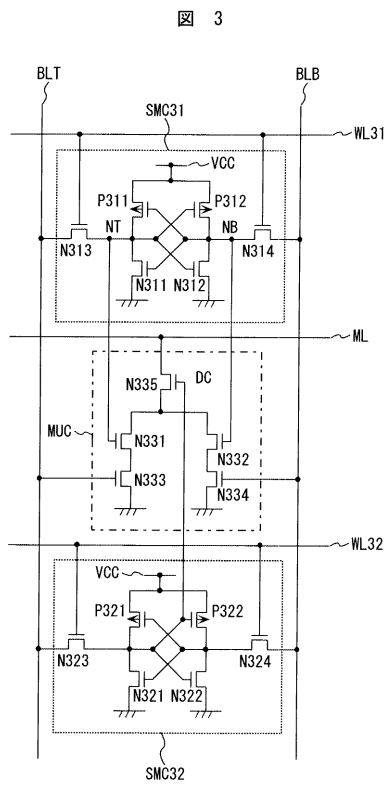 図 3
BLT
BLB
SMC31
WL31
VCC
P311
P312
NT
NB
N313
N314
N311
N312
ML
N335
DC
MUC
N331
N332
N333
N334
WL32
VCC
P321
P322
N323
N324
N321
N322
SMC32